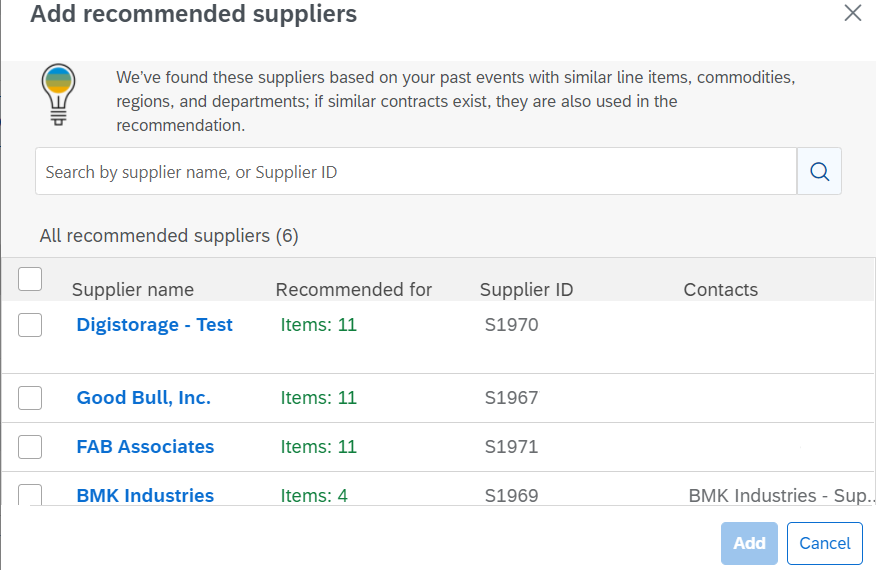 Add recommended suppliers
We've found these suppliers based on your past events with similar line items, commodities,
regions, and departments; if similar contracts exist, they are also used in the
recommendation.
Search by supplier name, or Supplier ID
All recommended suppliers (6)
Supplier name Recommended for Supplier ID Contacts
Digistorage - Test Items: 11 S1970
Good Bull, Inc. Items: 11 S1967
FAB Associates Items: 11 S1971
BMK Industries Items: 4 S1969 BMK Industries - Sup..
Add Cancel